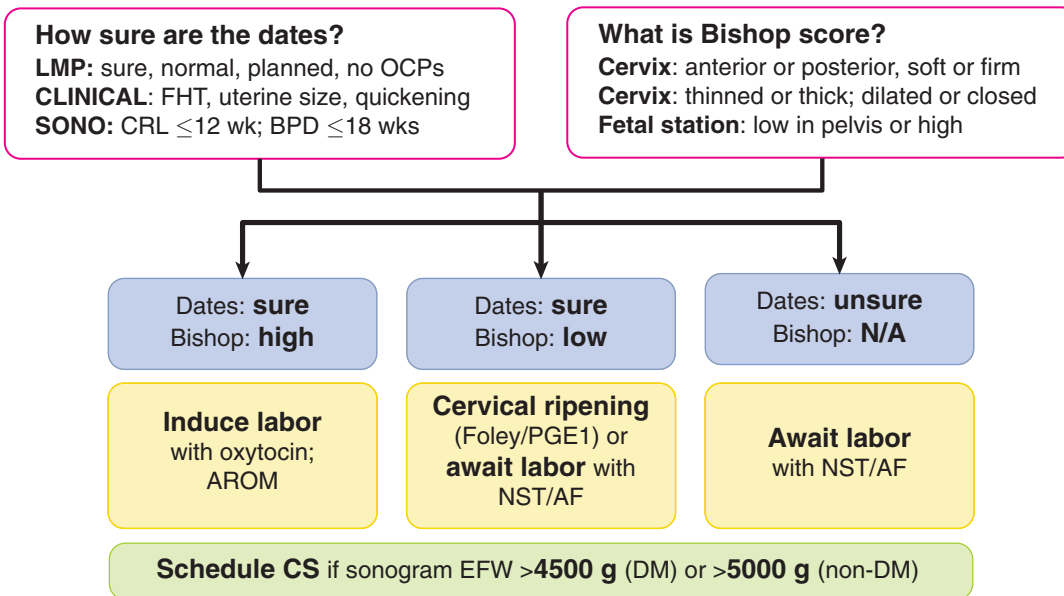 How sure are the dates?
LMP: sure, normal, planned, no OCPs
CLINICAL: FHT, uterine size, quickening
SONO: CRL ≤12 wk; BPD ≤18 wks
What is Bishop score?
Cervix: anterior or posterior, soft or firm
Cervix: thinned or thick; dilated or closed
Fetal station: low in pelvis or high
Dates: sure
Bishop: high
Dates: sure
Bishop: low
Dates: unsure
Bishop: N/A
Induce labor
with oxytocin;
AROM
Cervical ripening
(Foley/PGE1) or
await labor with
NST/AF
Await labor
with NST/AF
Schedule CS if sonogram EFW >4500 g (DM) or >5000 g (non-DM)